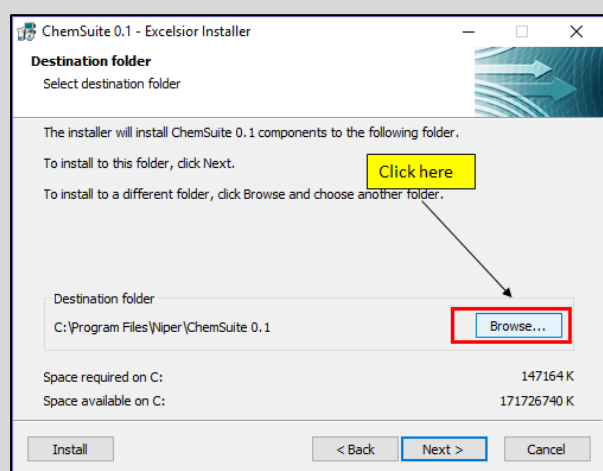 ChemSuite 0.1 - Excelsior Installer
Destination folder
Select destination folder
The installer will install ChemSuite 0.1 components to the following folder.
To install to this folder, click Next.
Click here
To install to a different folder, click Browse and choose another folder.
Destination folder
C:\Program Files\Niper\ChemSuite 0.1
Browse...
Space required on C: 147164 K
Space available on C: 171726740 K
Install < Back Next > Cancel